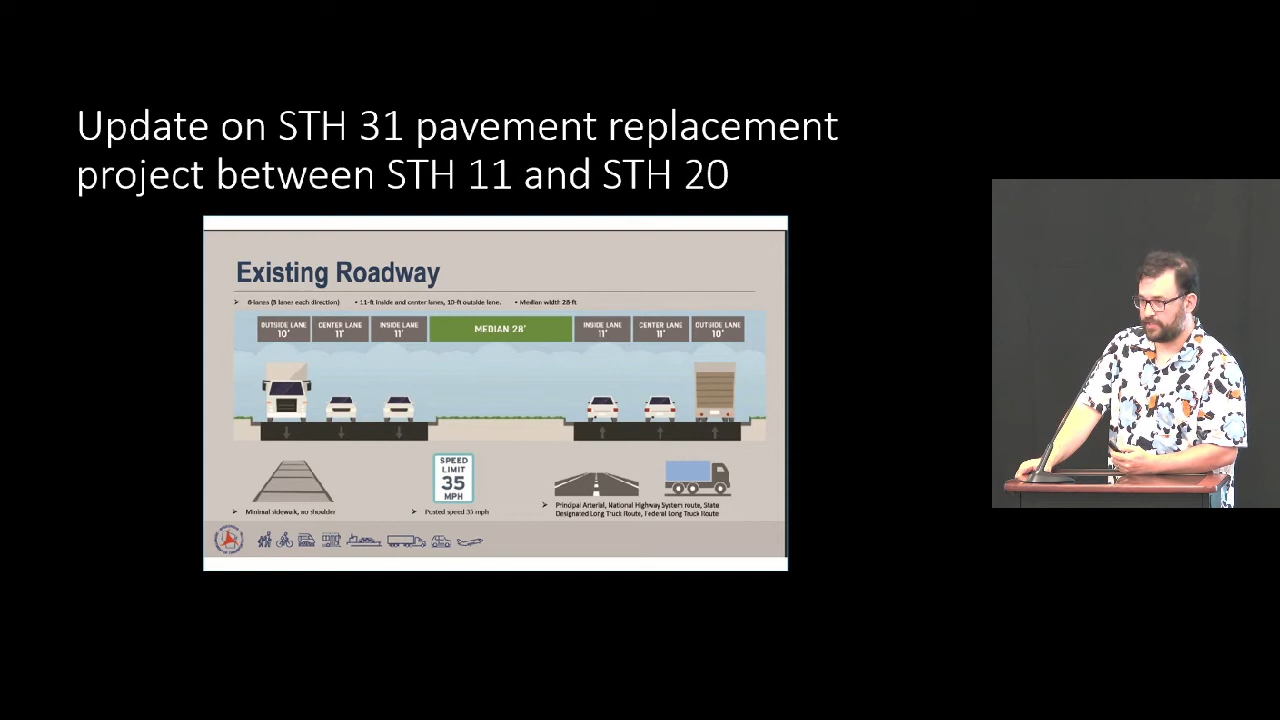 Update on STH 31 pavement replacement
project between STH 11 and STH 20
Existing Roadway
➢ 6-lanes (3 lanes each direction) • 11-ft inside and center lanes, 10-ft outside lane. • Median width 28-ft
OUTSIDE LANE 10' CENTER LANE 11' INSIDE LANE 11' MEDIAN 28' INSIDE LANE 11' CENTER LANE 11' OUTSIDE LANE 10'
SPEED
LIMIT
35
MPH
➢ Minimal sidewalk, no shoulder
➢ Posted speed 35 mph
➢ Principal Arterial, National Highway System route, State
Designated Long Truck Route, Federal Long Truck Route